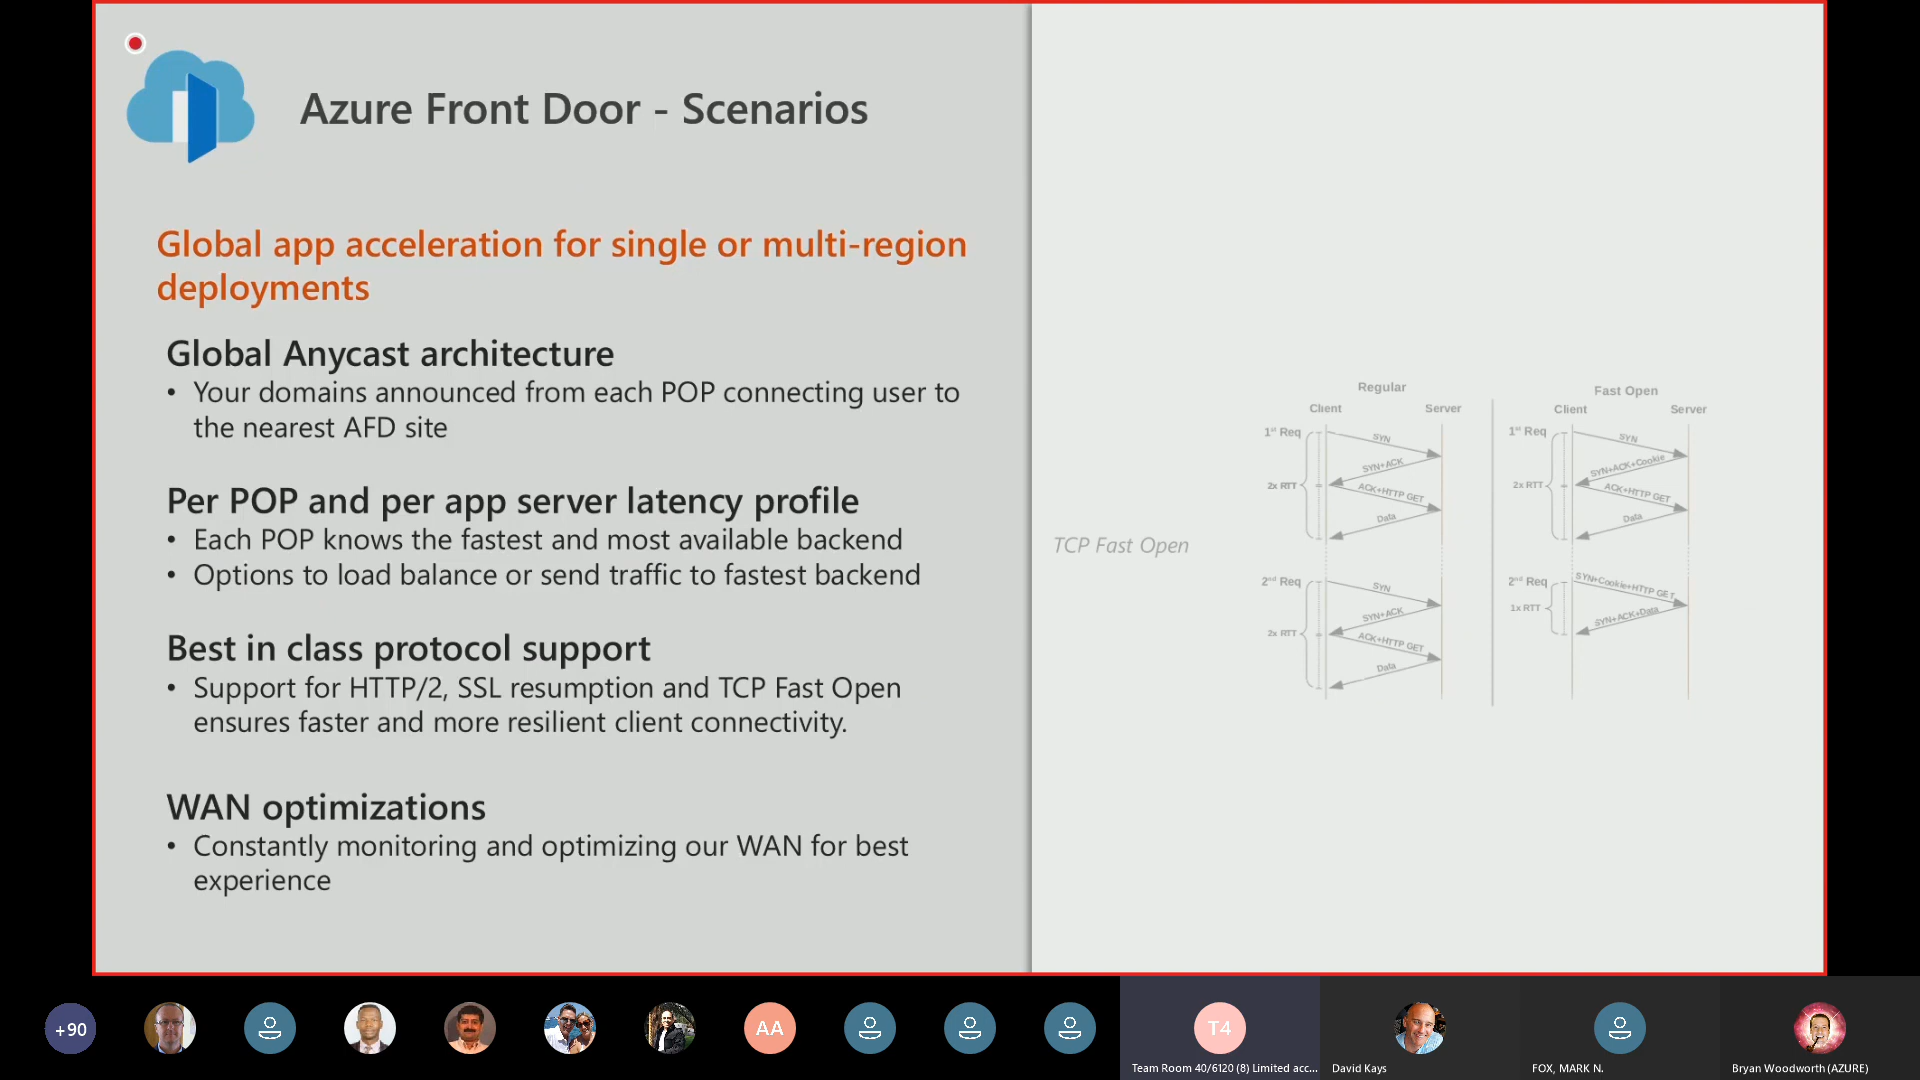 Azure Front Door - Scenarios
Global app acceleration for single or multi-region
deployments
Global Anycast architecture
• Your domains announced from each POP connecting user to
the nearest AFD site
Per POP and per app server latency profile
• Each POP knows the fastest and most available backend
• Options to load balance or send traffic to fastest backend
Best in class protocol support
• Support for HTTP/2, SSL resumption and TCP Fast Open
ensures faster and more resilient client connectivity.
WAN optimizations
• Constantly monitoring and optimizing our WAN for best
experience
TCP Fast Open
Regular
Client Server
1st Req
SYN
SYN+ACK
2x RTT
ACK+HTTP GET
Data
2nd Req
SYN
SYN+ACK
2x RTT
ACK+HTTP GET
Data
Fast Open
Client Server
1st Req
SYN
SYN+ACK+Cookie
2x RTT
ACK+HTTP GET
Data
2nd Req
SYN+Cookie+HTTP GET
1x RTT
SYN+ACK+Data
+90
AA
T4
Team Room 40/6120 (8) Limited acc...
David Kays
FOX, MARK N.
Bryan Woodworth (AZURE)